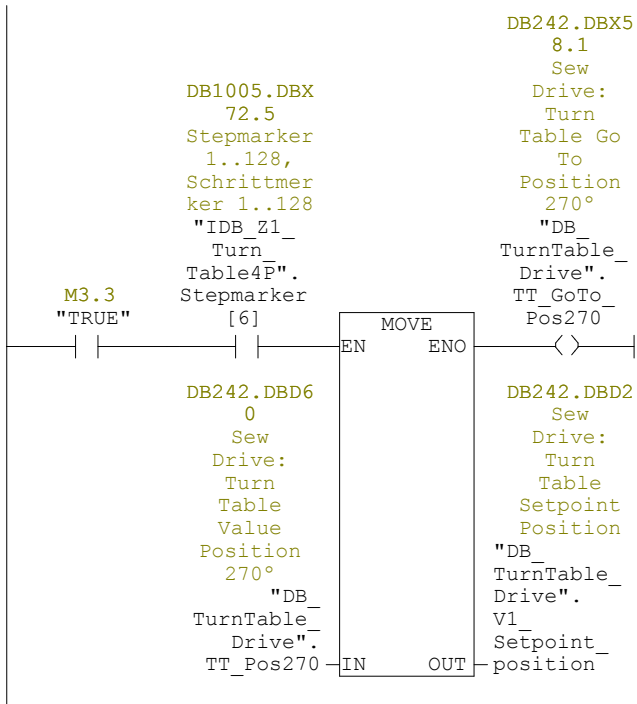 DB242.DBX5
8.1
Sew
Drive:
Turn
Table Go
To
Position
270°
"DB_
TurnTable_
Drive".
TT_GoTo_
Pos270
DB1005.DBX
72.5
Stepmarker
1..128,
Schrittmer
ker 1..128
"IDB_Z1_
Turn_
Table4P".
Stepmarker
[6]
M3.3
"TRUE"
MOVE
EN ENO
DB242.DBD6
0
Sew
Drive:
Turn
Table
Value
Position
270°
"DB_
TurnTable_
Drive".
TT_Pos270
IN OUT
DB242.DBD2
Sew
Drive:
Turn
Table
Setpoint
Position
"DB_
TurnTable_
Drive".
V1_
Setpoint_
position